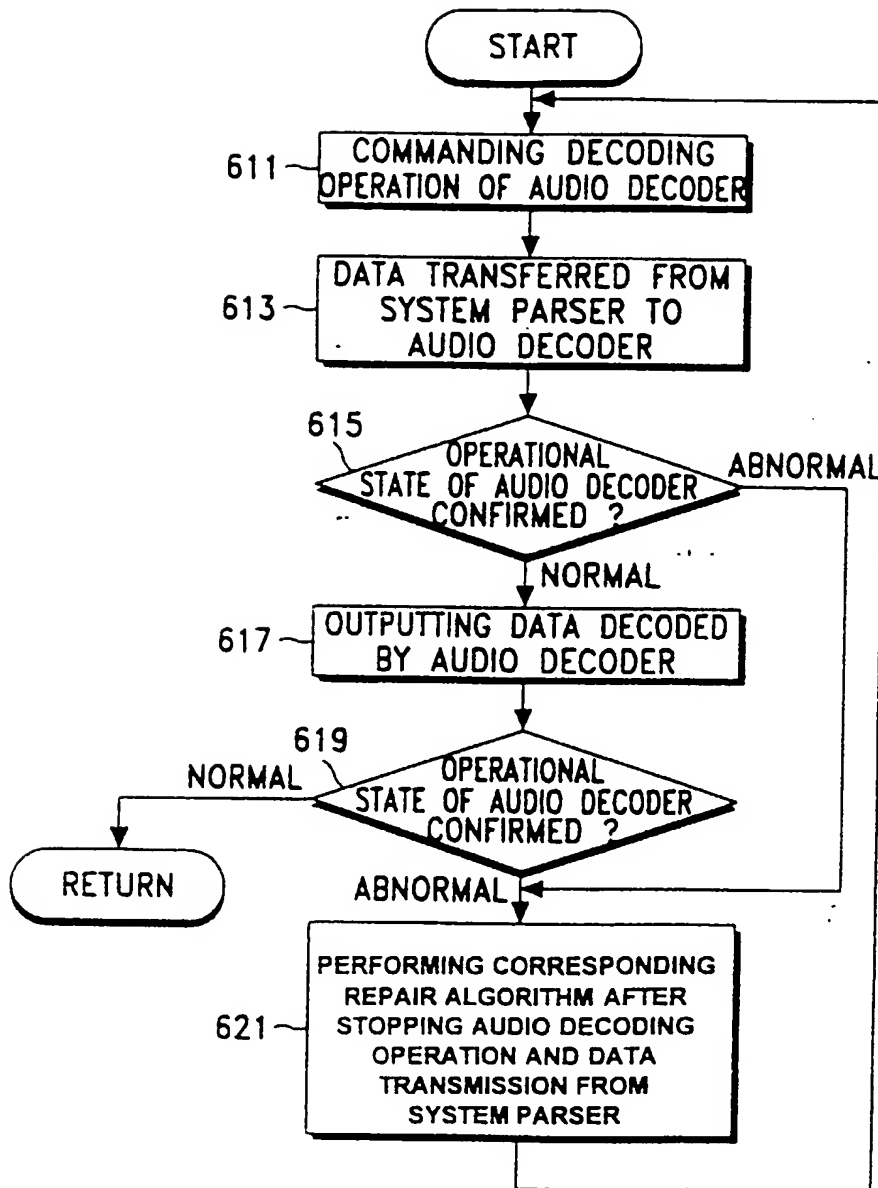 START
611
COMMANDING DECODING
OPERATION OF AUDIO DECODER
613
DATA TRANSFERRED FROM
SYSTEM PARSER TO
AUDIO DECODER
615
OPERATIONAL
STATE OF AUDIO DECODER
CONFIRMED ?
ABNORMAL
NORMAL
617
OUTPUTTING DATA DECODED
BY AUDIO DECODER
619
NORMAL
OPERATIONAL
STATE OF AUDIO DECODER
CONFIRMED ?
RETURN
ABNORMAL
621
PERFORMING CORRESPONDING
REPAIR ALGORITHM AFTER
STOPPING AUDIO DECODING
OPERATION AND DATA
TRANSMISSION FROM
SYSTEM PARSER